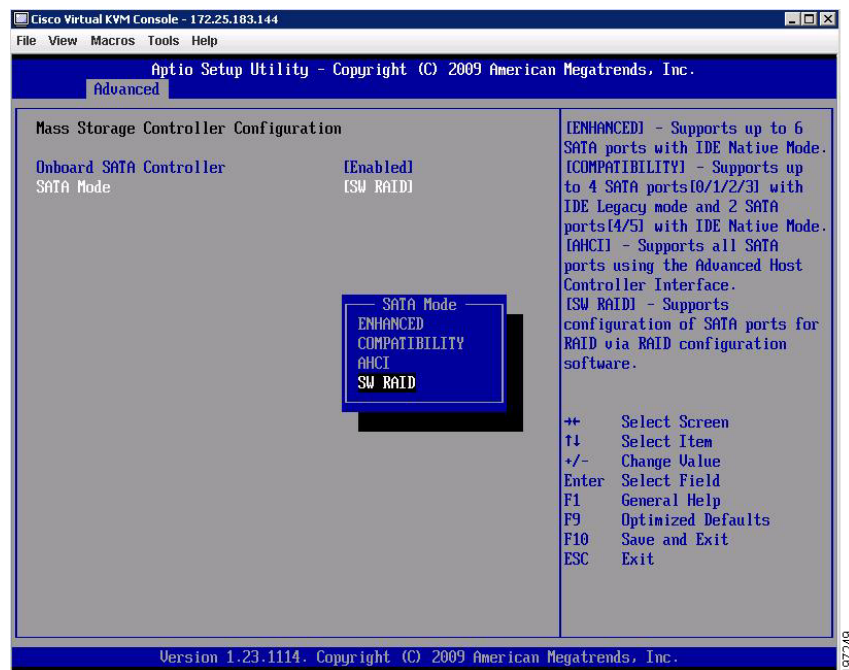 Cisco Virtual KVM Console - 172.25.183.144
File View Macros Tools Help
Aptio Setup Utility - Copyright (C) 2009 American Megatrends, Inc.
Advanced
Mass Storage Controller Configuration
Onboard SATA Controller [Enabled]
SATA Mode [SW RAID]
SATA Mode
ENHANCED
COMPATIBILITY
AHCI
SW RAID
[ENHANCED] - Supports up to 6
SATA ports with IDE Native Mode.
[COMPATIBILITY] - Supports up
to 4 SATA ports[0/1/2/3] with
IDE Legacy mode and 2 SATA
ports[4/5] with IDE Native Mode.
[AHCI] - Supports all SATA
ports using the Advanced Host
Controller Interface.
[SW RAID] - Supports
configuration of SATA ports for
RAID via RAID configuration
software.
→← Select Screen
↑↓ Select Item
+/- Change Value
Enter Select Field
F1 General Help
F9 Optimized Defaults
F10 Save and Exit
ESC Exit
Version 1.23.1114. Copyright (C) 2009 American Megatrends, Inc.